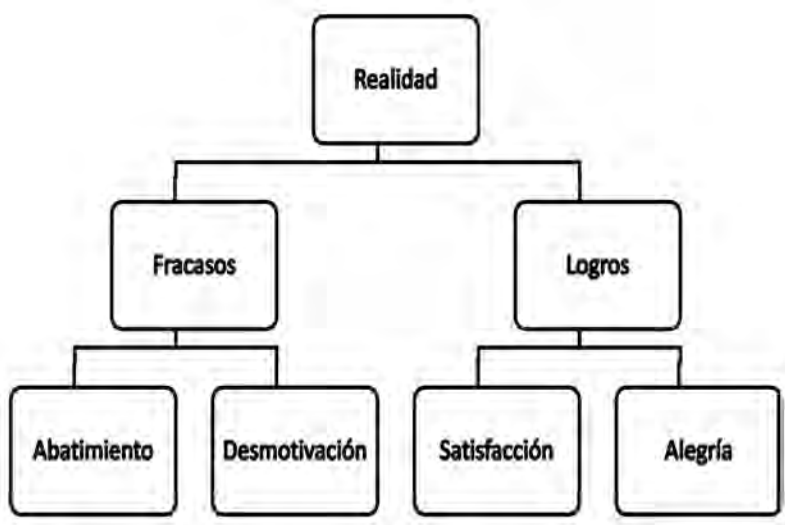 Realidad
Fracasos
Logros
Abatimiento
Desmotivación
Satisfacción
Alegría